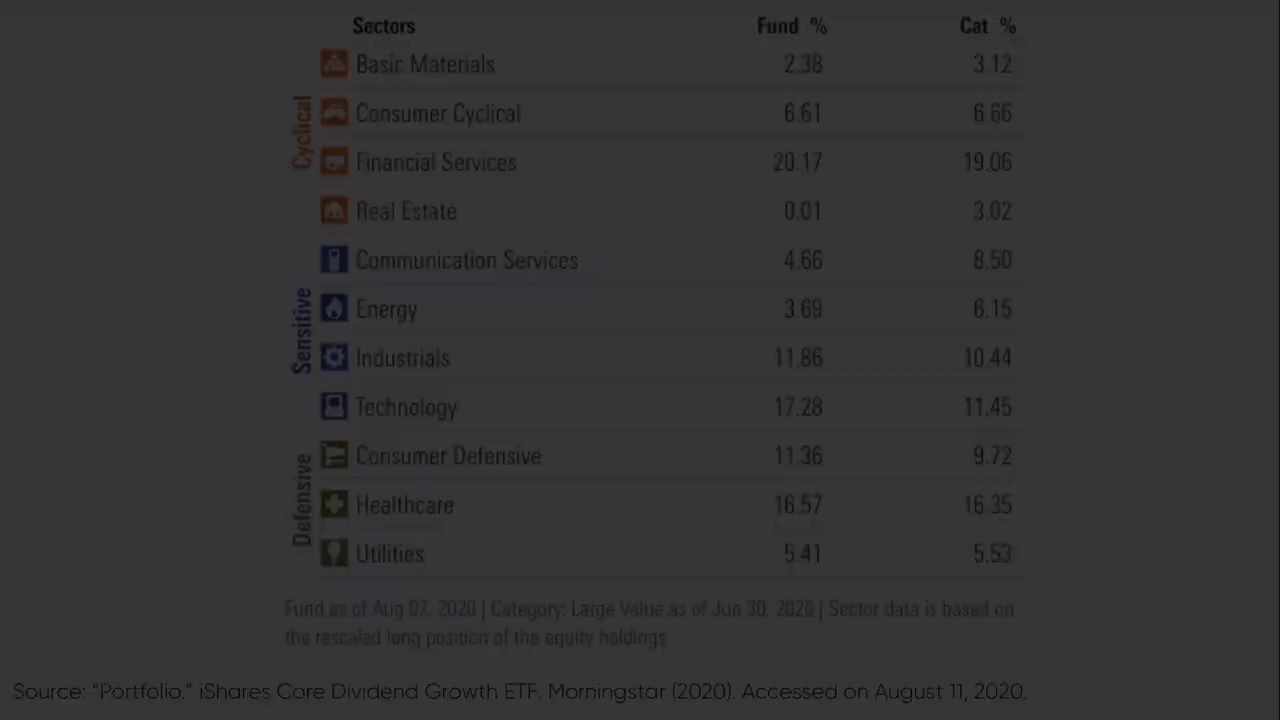 Sectors Fund % Cat %
Cyclical
Basic Materials 2.38 3.12
Consumer Cyclical 6.61 6.66
Financial Services 20.17 19.06
Real Estate 0.01 3.02
Sensitive
Communication Services 4.66 8.50
Energy 3.69 6.15
Industrials 11.86 10.44
Technology 17.28 11.45
Defensive
Consumer Defensive 11.36 9.72
Healthcare 16.57 16.35
Utilities 5.41 5.53
Fund as of Aug 07, 2020 | Category: Large Value as of Jun 30, 2020 | Sector data is based on
the rescaled long position of the equity holdings
Source: “Portfolio.” iShares Core Dividend Growth ETF. Morningstar (2020). Accessed on August 11, 2020.